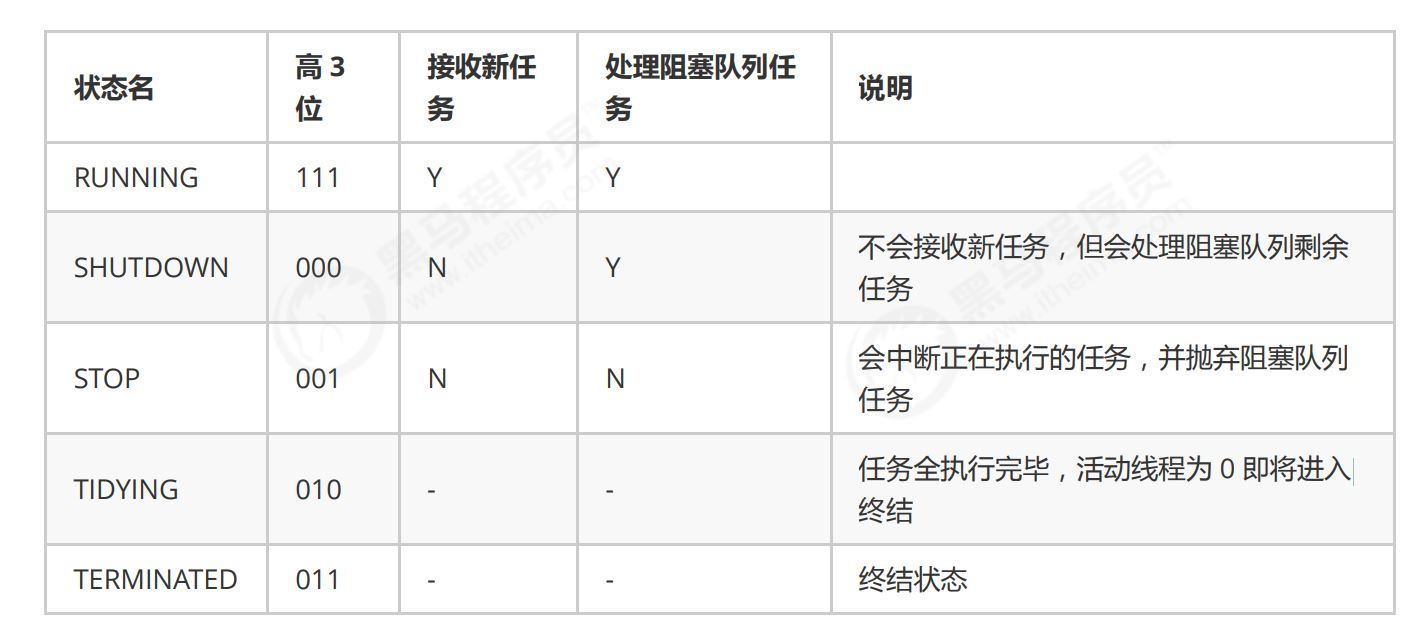 状态名
高 3
位
接收新任
务
处理阻塞队列任
务
说明
RUNNING
111
Y
Y
SHUTDOWN
000
N
Y
不会接收新任务，但会处理阻塞队列剩余
任务
STOP
001
N
N
会中断正在执行的任务，并抛弃阻塞队列
任务
TIDYING
010
-
-
任务全执行完毕，活动线程为 0 即将进入
终结
TERMINATED
011
-
-
终结状态
黑马程序员™
www.itheima.com
黑马程序员™
www.itheima.com